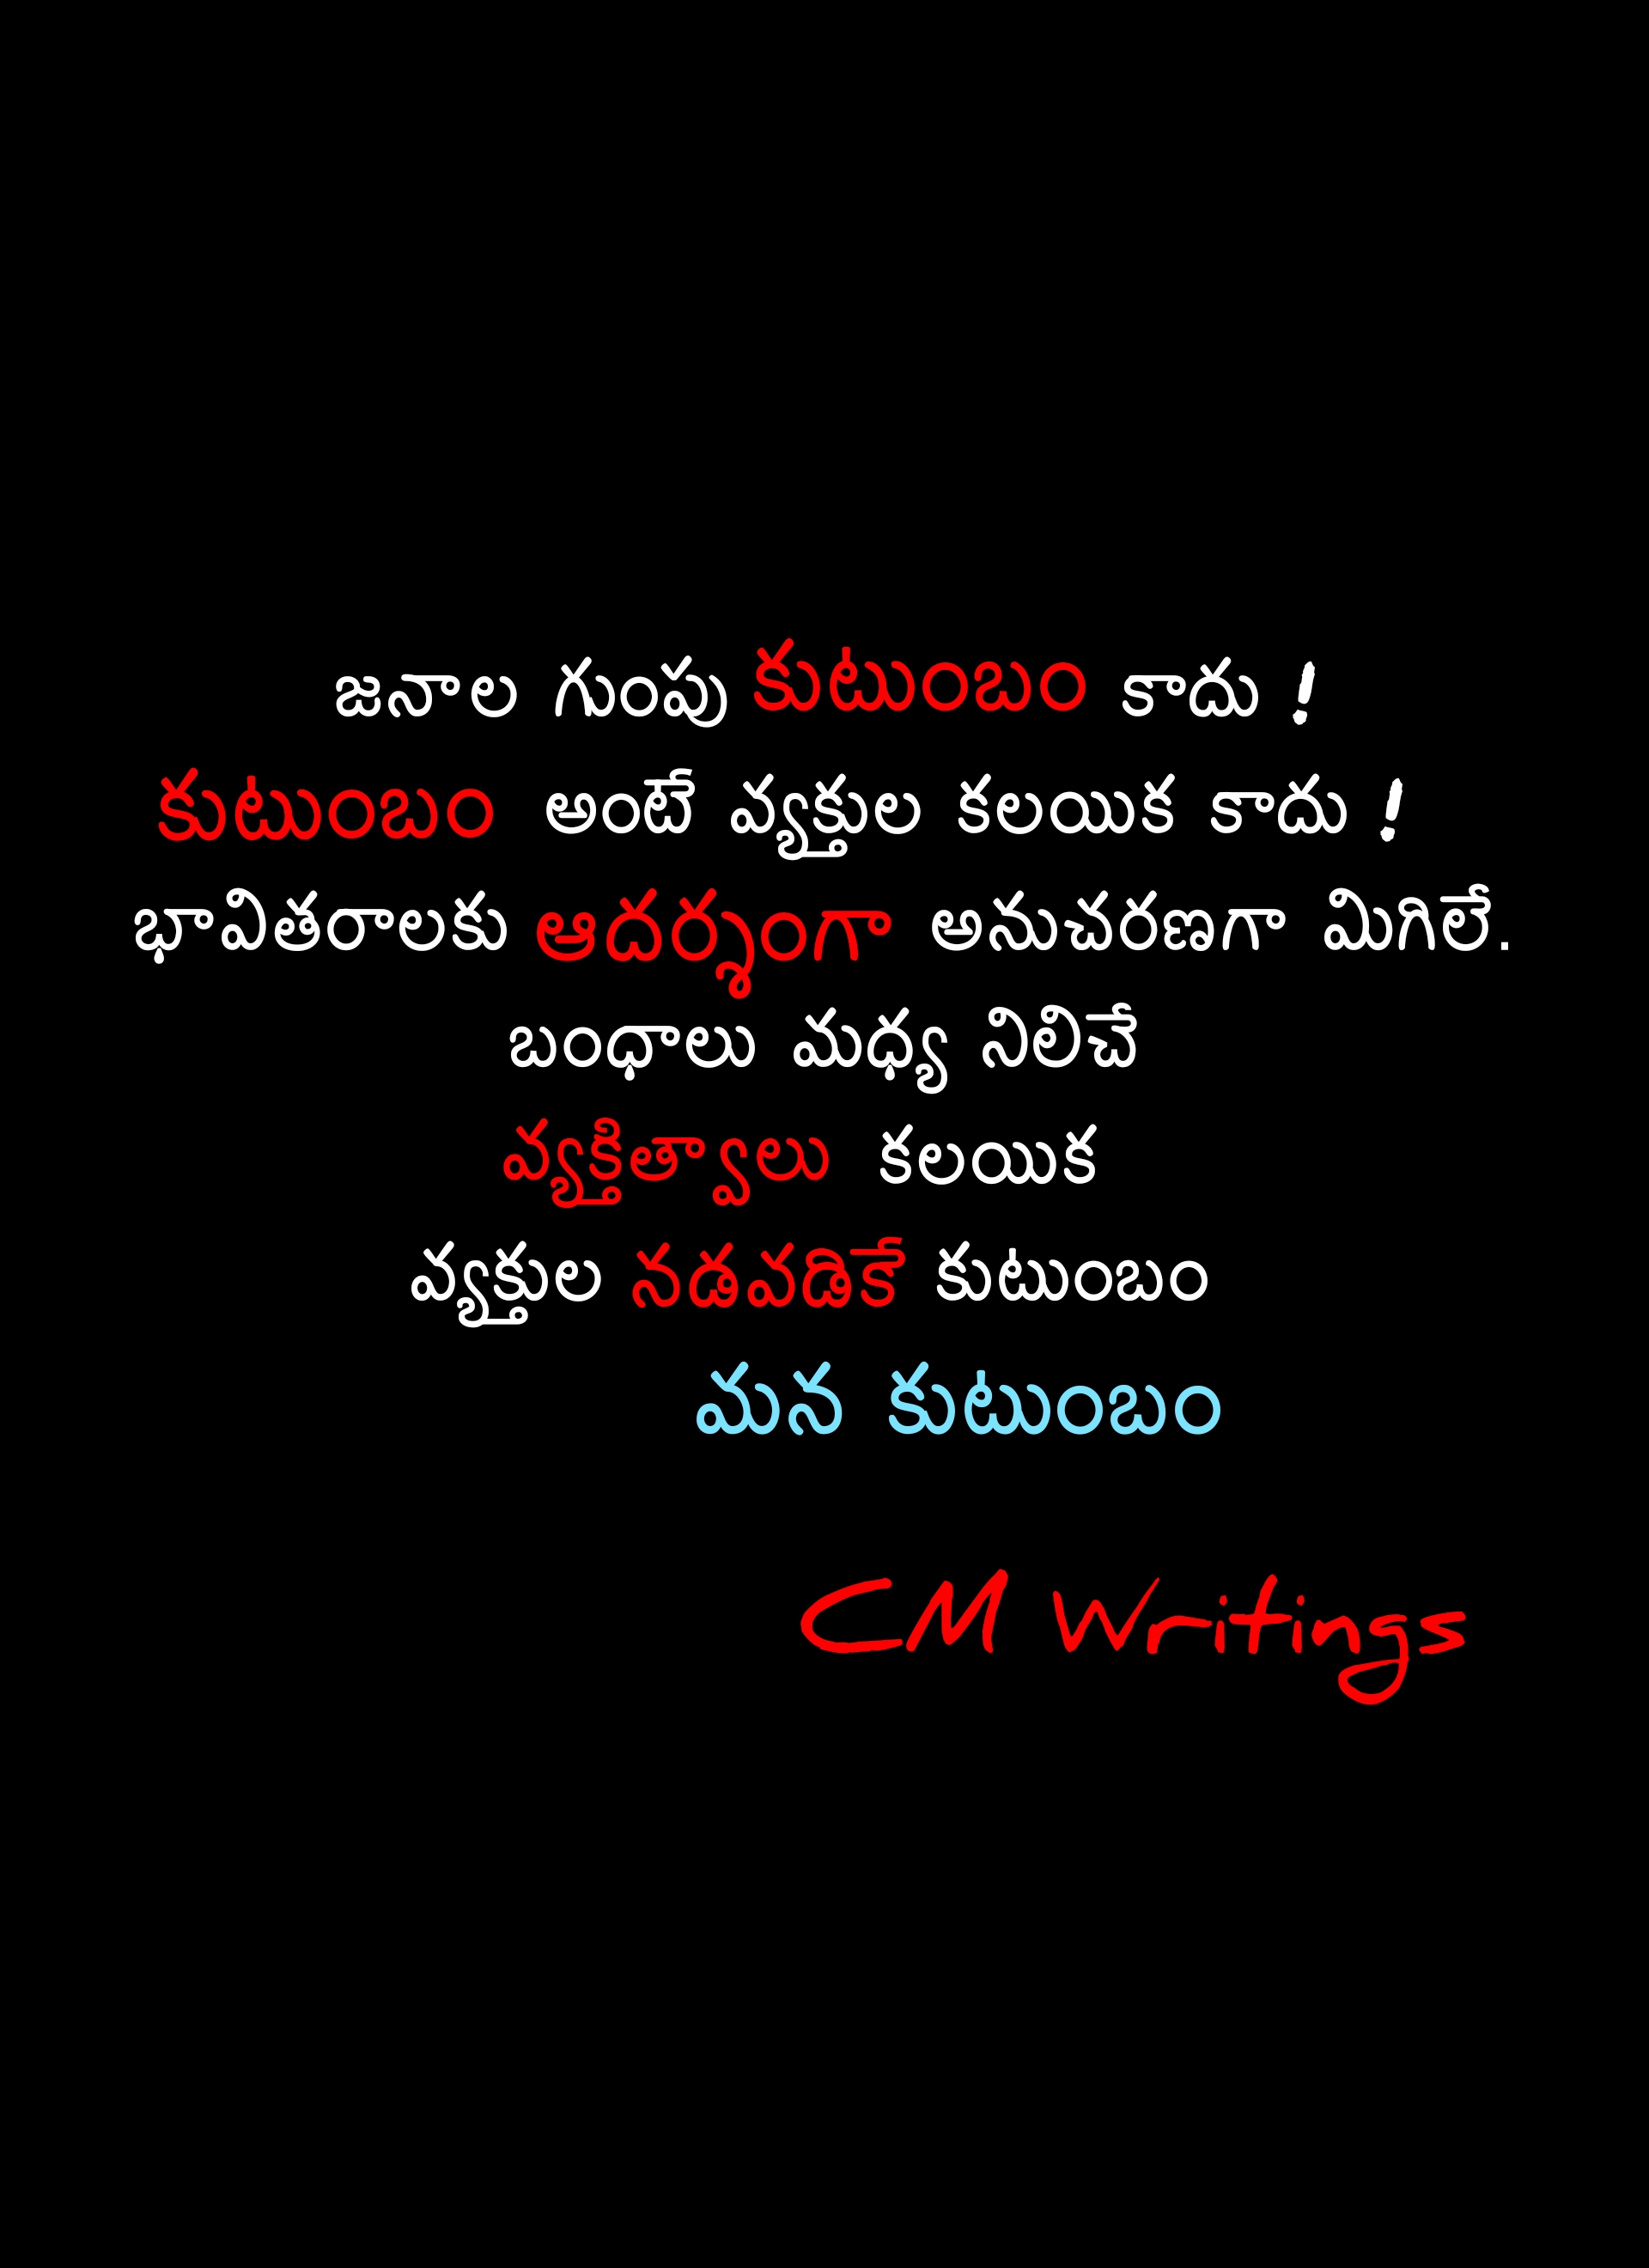 జనాల గుంపు కుటుంబం కాదు !
కుటుంబం అంటే వ్యక్తుల కలయిక కాదు !
భావితరాలకు ఆదర్శంగా అనుచరణగా మిగిలే.
బంధాలు మధ్య నిలిచే
వ్యక్తిత్వాలు కలయిక
వ్యక్తుల నడవడికే కుటుంబం
మన కుటుంబం
CM Writings